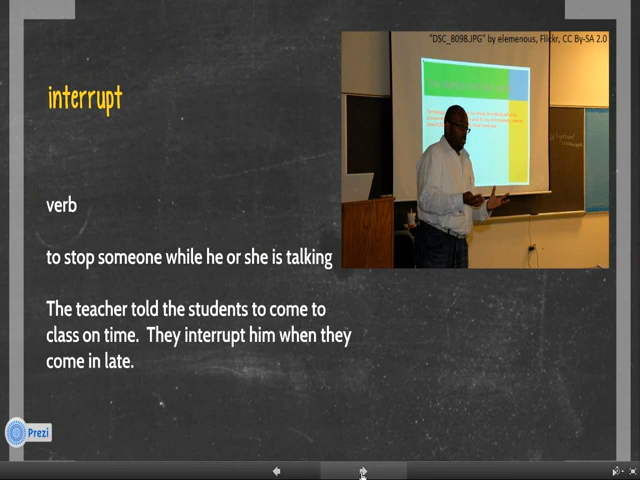 "DSC_8098.JPG" by elemenous, Flickr, CC By-SA 2.0
interrupt
verb
to stop someone while he or she is talking
The teacher told the students to come to
class on time. They interrupt him when they
come in late.
Prezi